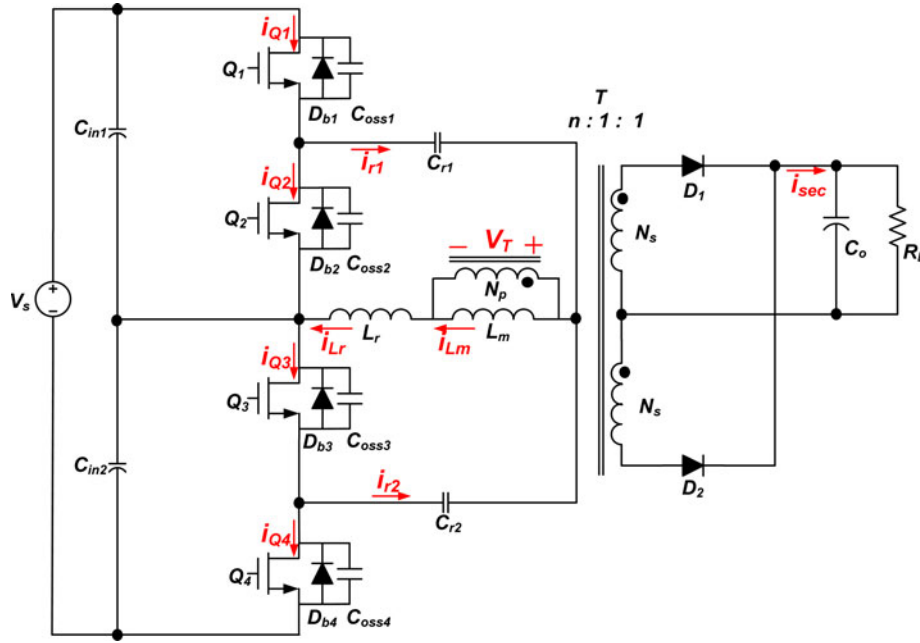 iQ1
Q1
Db1 Coss1
T
n : 1 : 1
Cin1
ir1
Cr1
iQ2
Q2
Db2 Coss2
D1
isec
Ns
Co
− VT +
Np
Vs
iLr
Lr
iLm
Lm
iQ3
Q3
Db3 Coss3
Ns
Cin2
ir2
Cr2
D2
iQ4
Q4
Db4 Coss4